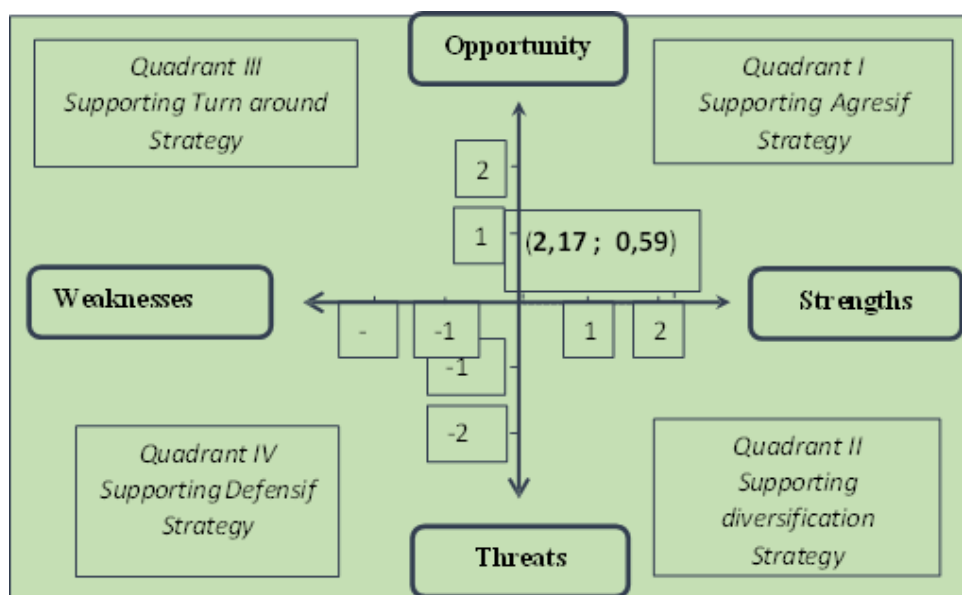 Opportunity
Quadrant III
Supporting Turn around
Strategy
Quadrant I
Supporting Agresif
Strategy
2
1
(2,17 ; 0,59)
Weaknesses
Strengths
-
-1
1
2
-1
-2
Quadrant IV
Supporting Defensif
Strategy
Quadrant II
Supporting
diversification
Strategy
Threats